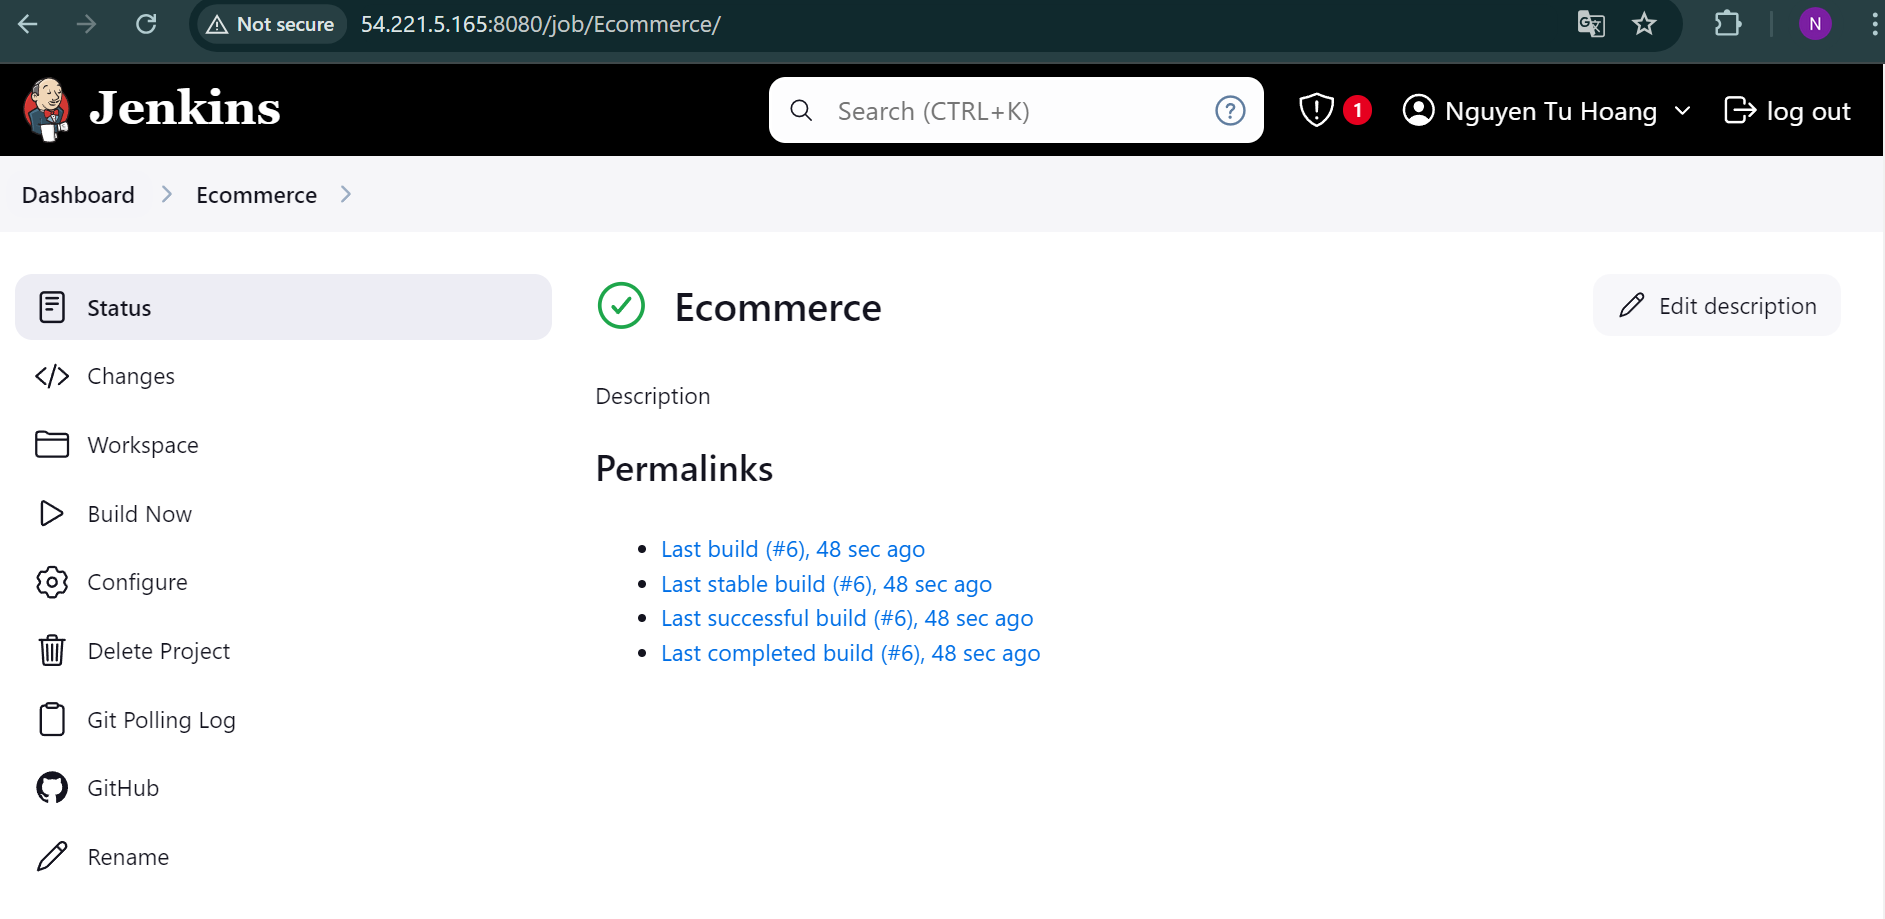 Not secure 54.221.5.165:8080/job/Ecommerce/ N
Jenkins Search (CTRL+K) ? 1 Nguyen Tu Hoang log out
Dashboard Ecommerce
Status
Changes
Workspace
Build Now
Configure
Delete Project
Git Polling Log
GitHub
Rename
Ecommerce
Edit description
Description
Permalinks
Last build (#6), 48 sec ago
Last stable build (#6), 48 sec ago
Last successful build (#6), 48 sec ago
Last completed build (#6), 48 sec ago